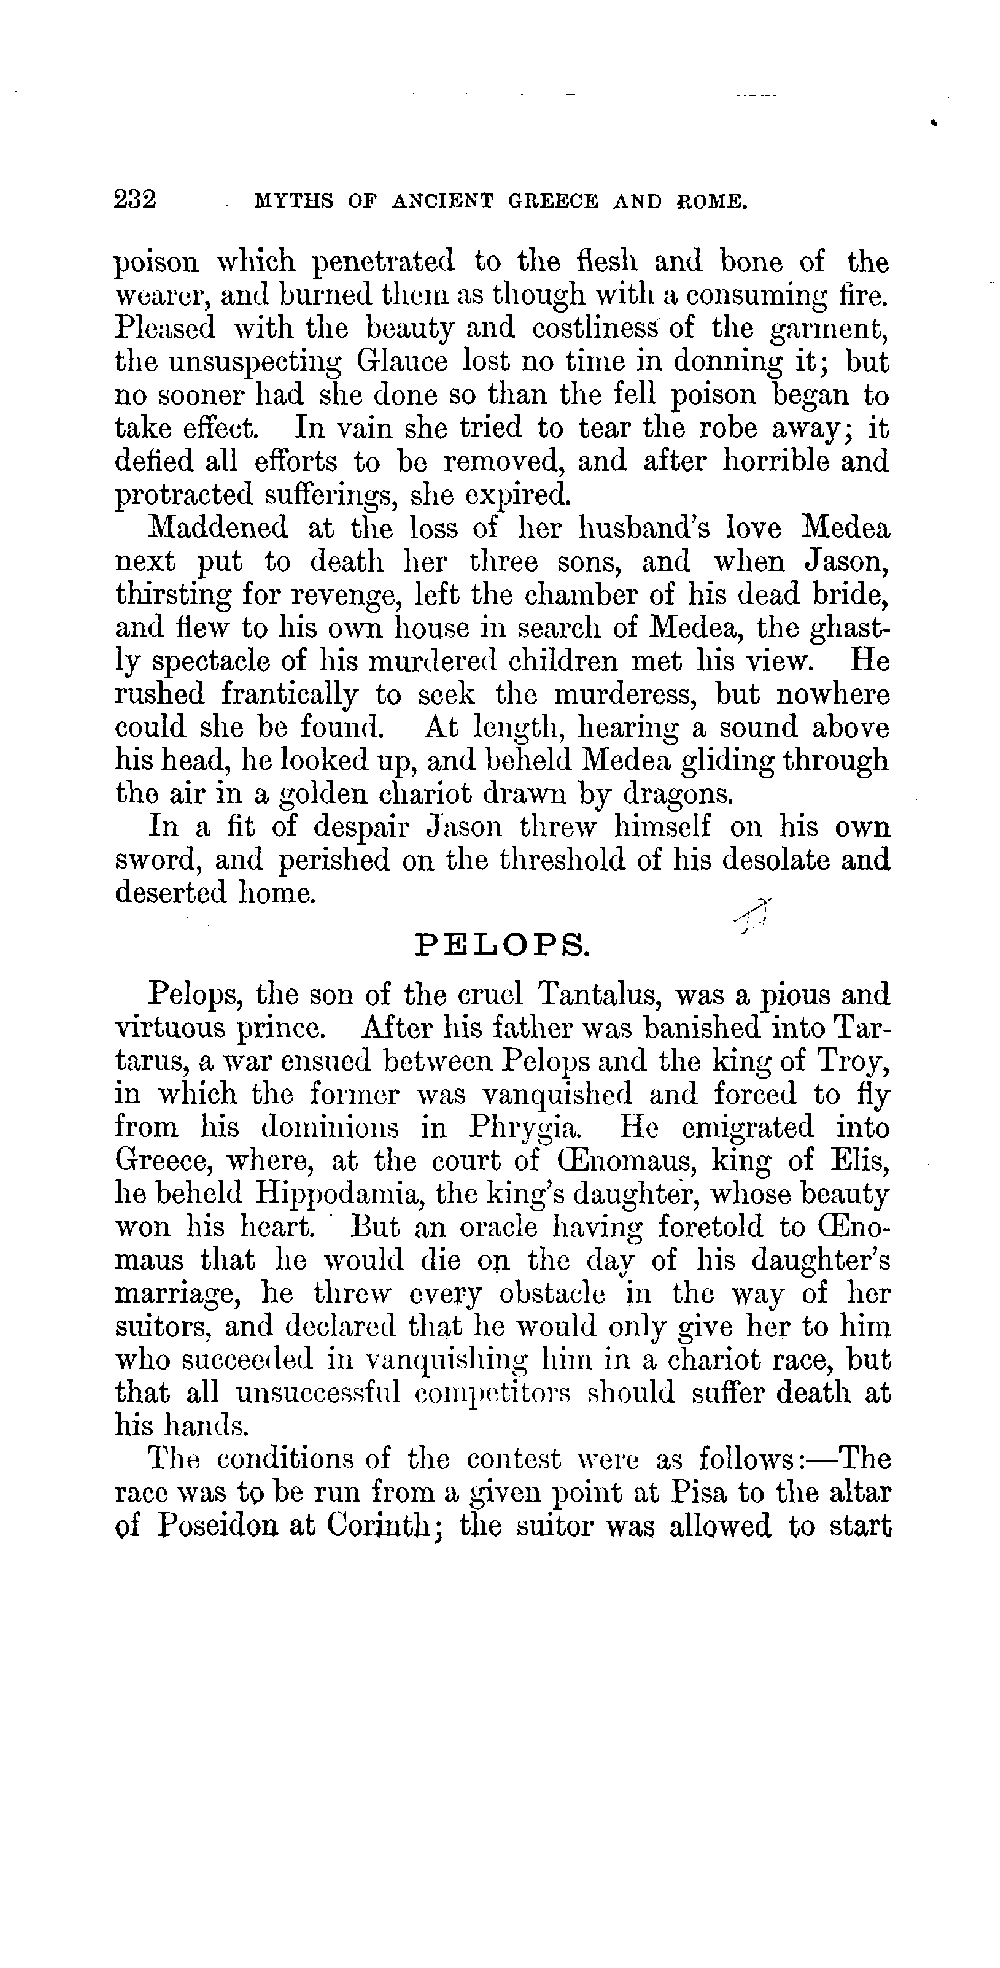 232 MYTHS OF ANCIENT GREECE AND ROME.
poison which penetrated to the flesh and bone of the
wearer, and burned them as though with a consuming fire.
Pleased with the beauty and costliness of the garment,
the unsuspecting Glauce lost no time in donning it; but
no sooner had she done so than the fell poison began to
take effect. In vain she tried to tear the robe away; it
defied all efforts to be removed, and after horrible and
protracted sufferings, she expired.
Maddened at the loss of her husband's love Medea
next put to death her three sons, and when Jason,
thirsting for revenge, left the chamber of his dead bride,
and flew to his own house in search of Medea, the ghast-
ly spectacle of his murdered children met his view. He
rushed frantically to seek the murderess, but nowhere
could she be found. At length, hearing a sound above
his head, he looked up, and beheld Medea gliding through
the air in a golden chariot drawn by dragons.
In a fit of despair Jason threw himself on his own
sword, and perished on the threshold of his desolate and
deserted home.
PELOPS.
Pelops, the son of the cruel Tantalus, was a pious and
virtuous prince. After his father was banished into Tar-
tarus, a war ensued between Pelops and the king of Troy,
in which the former was vanquished and forced to fly
from his dominions in Phrygia. He emigrated into
Greece, where, at the court of Œnomaus, king of Elis,
he beheld Hippodamia, the king's daughter, whose beauty
won his heart. But an oracle having foretold to Œno-
maus that he would die on the day of his daughter's
marriage, he threw every obstacle in the way of her
suitors, and declared that he would only give her to him
who succeeded in vanquishing him in a chariot race, but
that all unsuccessful competitors should suffer death at
his hands.
The conditions of the contest were as follows:—The
race was to be run from a given point at Pisa to the altar
of Poseidon at Corinth; the suitor was allowed to start